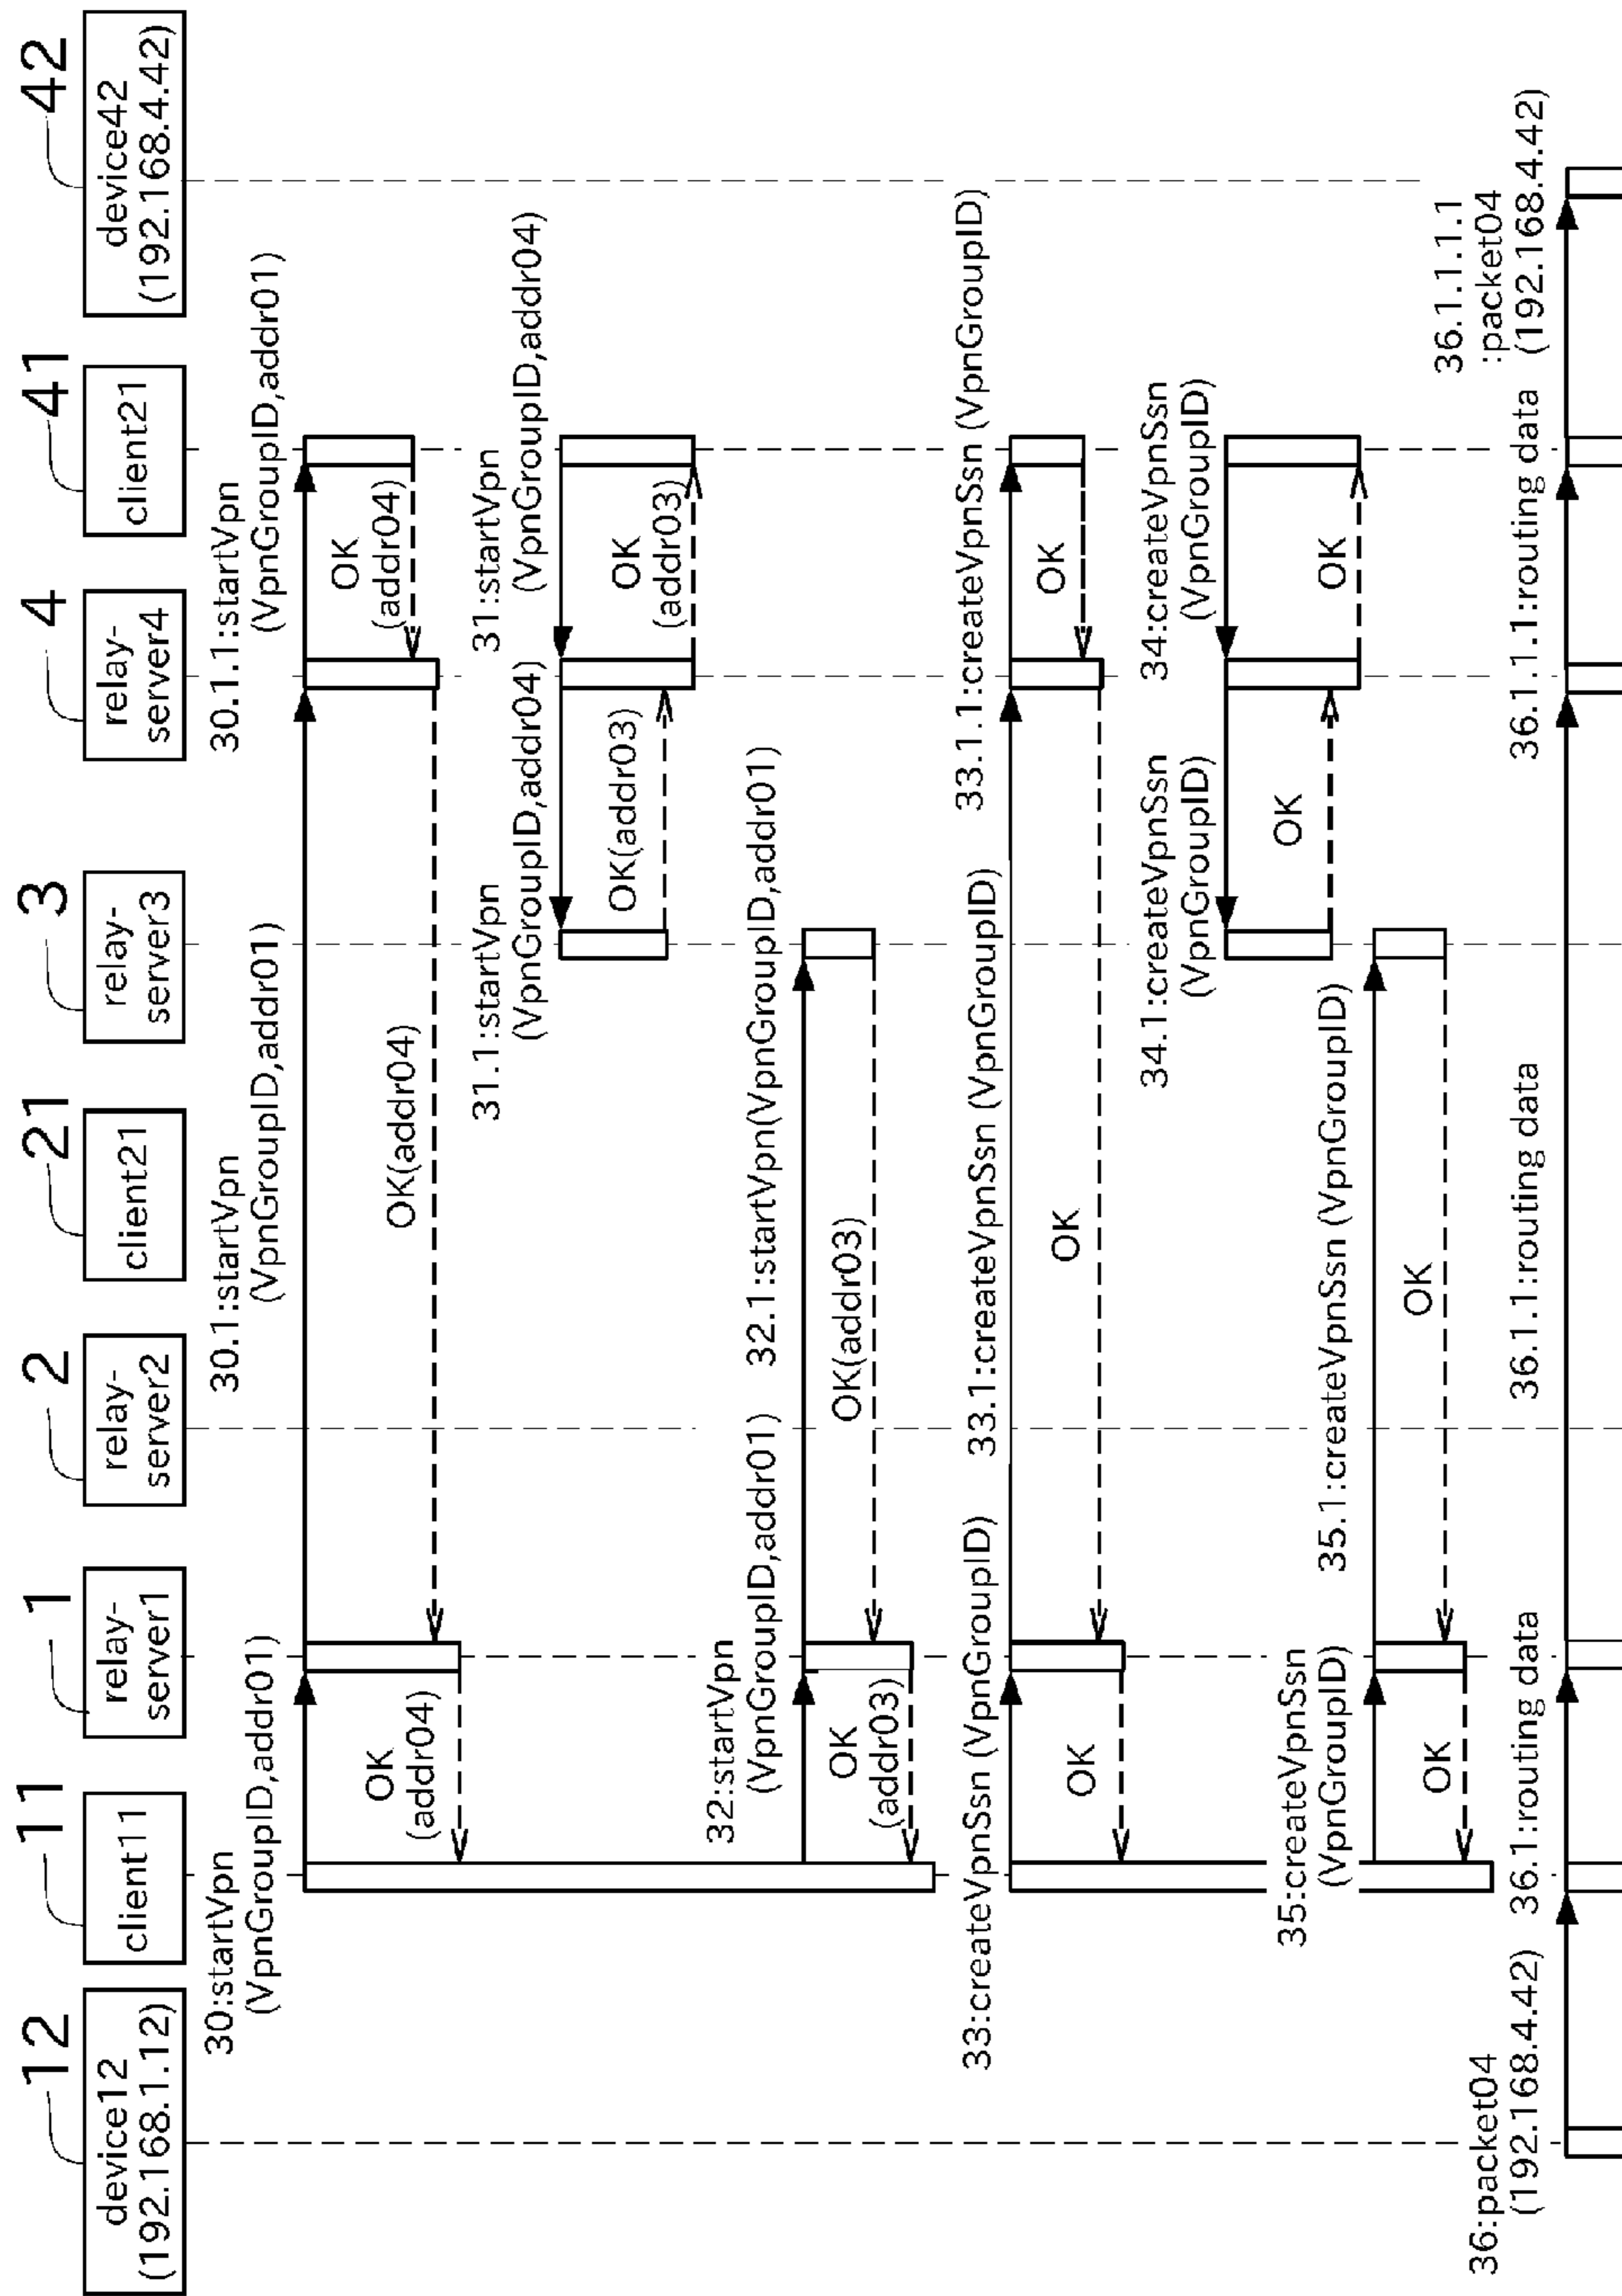 12
11
1
2
21
3
4
41
42
device12
(192.168.1.12)
client11
relay-
server1
relay-
server2
client21
relay-
server3
relay-
server4
client21
device42
(192.168.4.42)
30:startVpn
(VpnGroupID,addr01)
30.1:startVpn
(VpnGroupID,addr01)
30.1.1:startVpn
(VpnGroupID,addr01)
OK
(addr04)
OK(addr04)
OK
(addr04)
31:startVpn
(VpnGroupID,addr04)
31.1:startVpn
(VpnGroupID,addr04)
OK(addr03)
OK
(addr03)
32:startVpn
(VpnGroupID,addr01)
32.1:startVpn(VpnGroupID,addr01)
OK(addr03)
OK
(addr03)
33:createVpnSsn (VpnGroupID)
33.1:createVpnSsn (VpnGroupID)
33.1.1:createVpnSsn (VpnGroupID)
OK
OK
OK
34:createVpnSsn
(VpnGroupID)
34.1:createVpnSsn
(VpnGroupID)
OK
OK
35:createVpnSsn
(VpnGroupID)
35.1:createVpnSsn (VpnGroupID)
OK
OK
36:packet04
(192.168.4.42)
36.1:routing data
36.1.1:routing data
36.1.1.1:routing data
36.1.1.1.1
:packet04
(192.168.4.42)